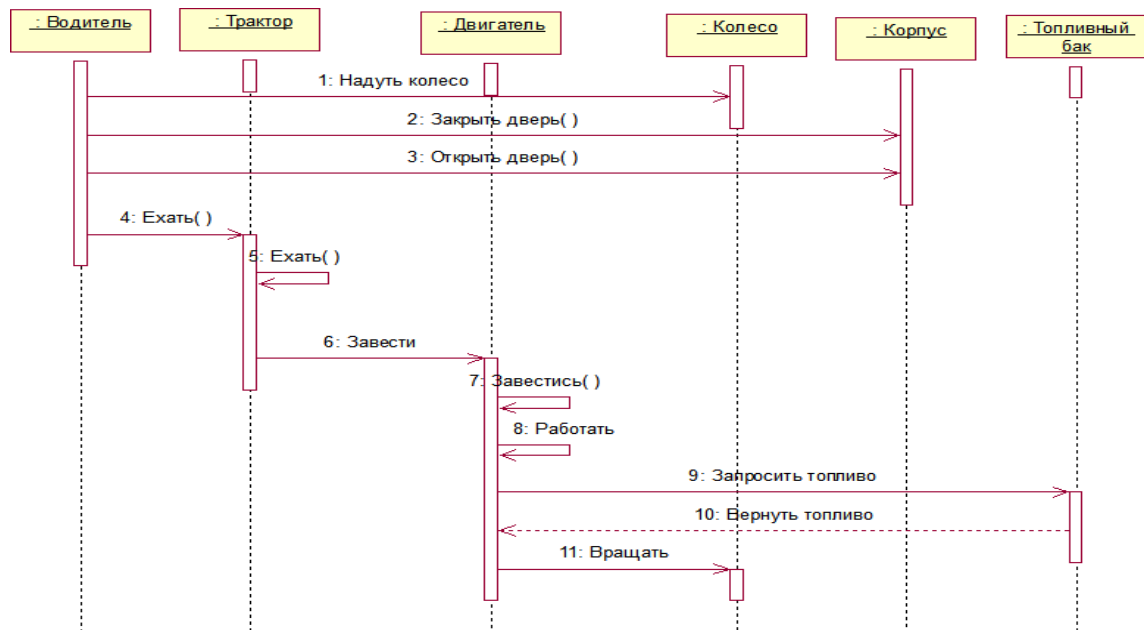 : Водитель
: Трактор
: Двигатель
: Колесо
: Корпус
: Топливный
бак
1: Надуть колесо
2: Закрыть дверь( )
3: Открыть дверь( )
4: Ехать( )
5: Ехать( )
6: Завести
7: Завестись( )
8: Работать
9: Запросить топливо
10: Вернуть топливо
11: Вращать